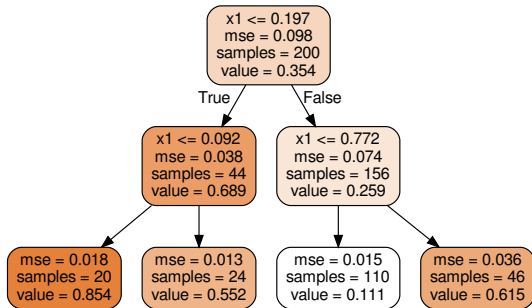 x1 <= 0.197
mse = 0.098
samples = 200
value = 0.354
True
False
x1 <= 0.092
mse = 0.038
samples = 44
value = 0.689
x1 <= 0.772
mse = 0.074
samples = 156
value = 0.259
mse = 0.018
samples = 20
value = 0.854
mse = 0.013
samples = 24
value = 0.552
mse = 0.015
samples = 110
value = 0.111
mse = 0.036
samples = 46
value = 0.615